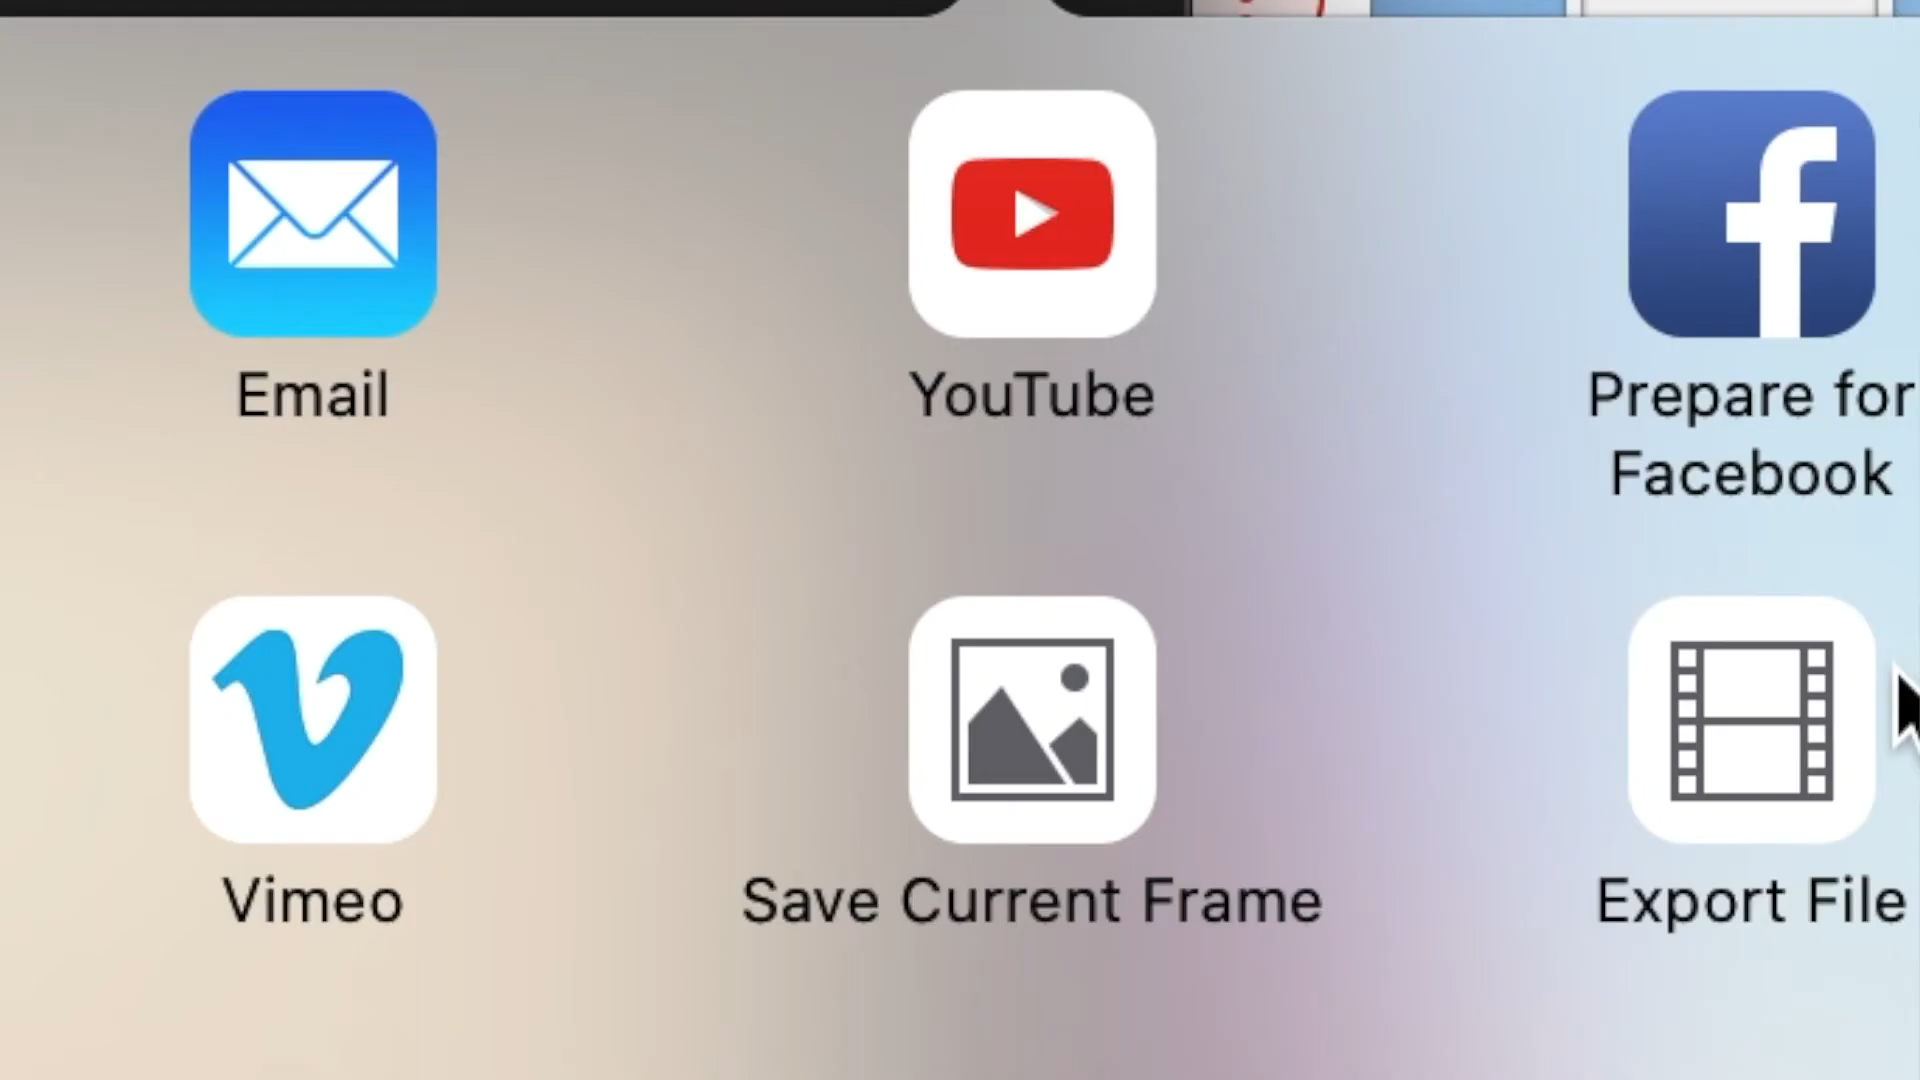 Email
YouTube
Prepare for
Facebook
Vimeo
Save Current Frame
Export File